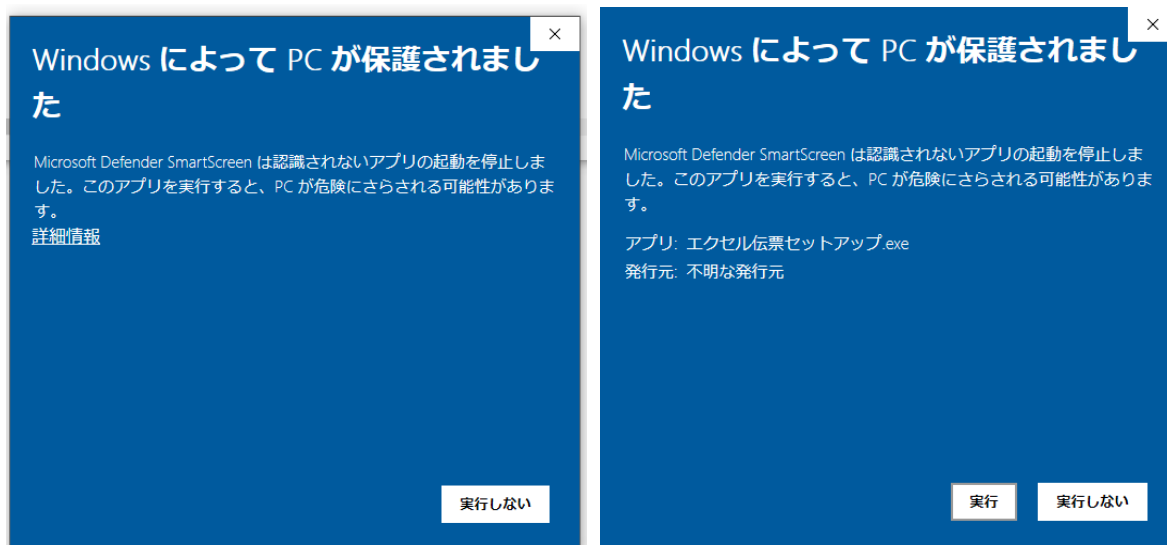 Windows によって PC が保護されまし
た
Microsoft Defender SmartScreen は認識されないアプリの起動を停止しま
した。このアプリを実行すると、PC が危険にさらされる可能性がありま
す。
詳細情報
実行しない
Windows によって PC が保護されまし
た
Microsoft Defender SmartScreen は認識されないアプリの起動を停止しま
した。このアプリを実行すると、PC が危険にさらされる可能性がありま
す。
アプリ: エクセル伝票セットアップ.exe
発行元: 不明な発行元
実行 実行しない